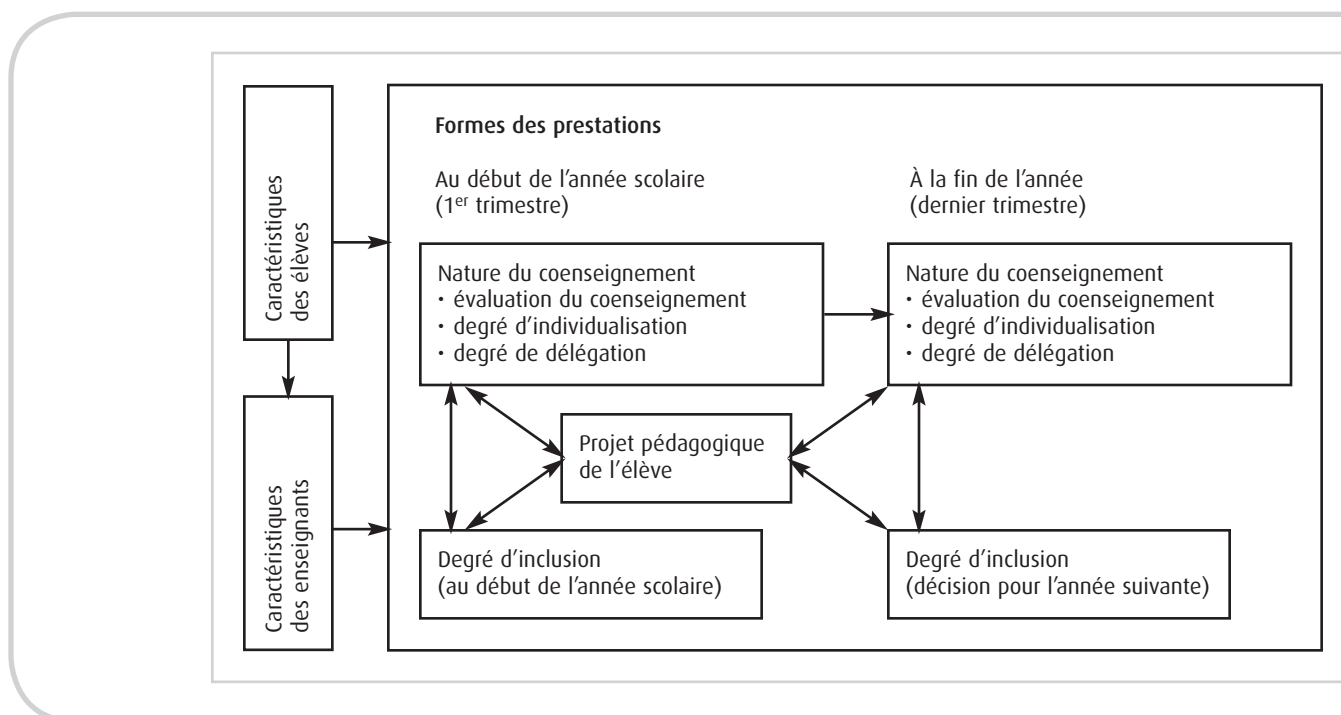 Caractéristiques
des élèves
Caractéristiques
des enseignants
Formes des prestations
Au début de l'année scolaire
(1er trimestre)
À la fin de l'année
(dernier trimestre)
Nature du coenseignement
• évaluation du coenseignement
• degré d'individualisation
• degré de délégation
Nature du coenseignement
• évaluation du coenseignement
• degré d'individualisation
• degré de délégation
Projet pédagogique
de l'élève
Degré d'inclusion
(au début de l'année scolaire)
Degré d'inclusion
(décision pour l'année suivante)